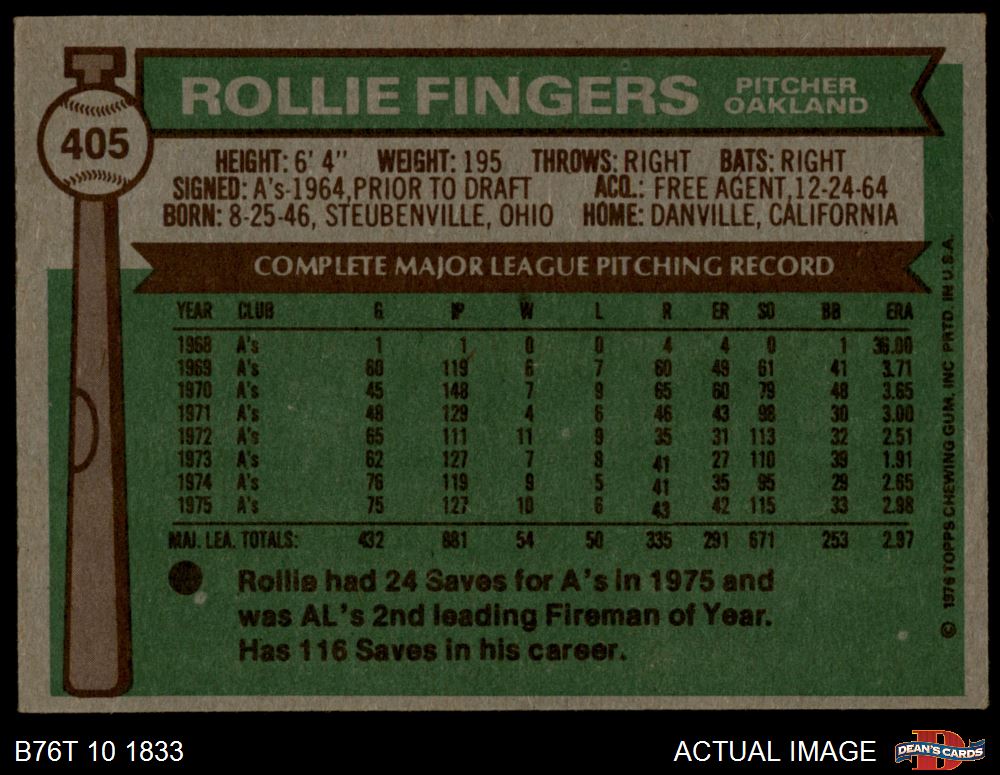 405
ROLLIE FINGERS
PITCHER
OAKLAND
HEIGHT: 6' 4" WEIGHT: 195 THROWS: RIGHT BATS: RIGHT
SIGNED: A's-1964, PRIOR TO DRAFT ACQ.: FREE AGENT, 12-24-64
BORN: 8-25-46, STEUBENVILLE, OHIO HOME: DANVILLE, CALIFORNIA
COMPLETE MAJOR LEAGUE PITCHING RECORD
YEAR CLUB G IP W L R ER SO BB ERA
1968 A's 1 1 0 0 4 4 0 1 36.00
1969 A's 60 119 6 7 60 49 61 41 3.71
1970 A's 45 148 7 9 65 60 79 48 3.65
1971 A's 48 129 4 6 46 43 98 30 3.00
1972 A's 65 111 11 9 35 31 113 32 2.51
1973 A's 62 127 7 8 41 27 110 39 1.91
1974 A's 76 119 9 5 41 35 95 29 2.65
1975 A's 75 127 10 6 43 42 115 33 2.98
MAJ. LEA. TOTALS: 432 881 54 50 335 291 671 253 2.97
Rollie had 24 Saves for A's in 1975 and
was AL's 2nd leading Fireman of Year.
Has 116 Saves in his career.
© 1976 TOPPS CHEWING GUM, INC PRTD. IN U.S.A.
B76T 10 1833
ACTUAL IMAGE
DEAN'S CARDS